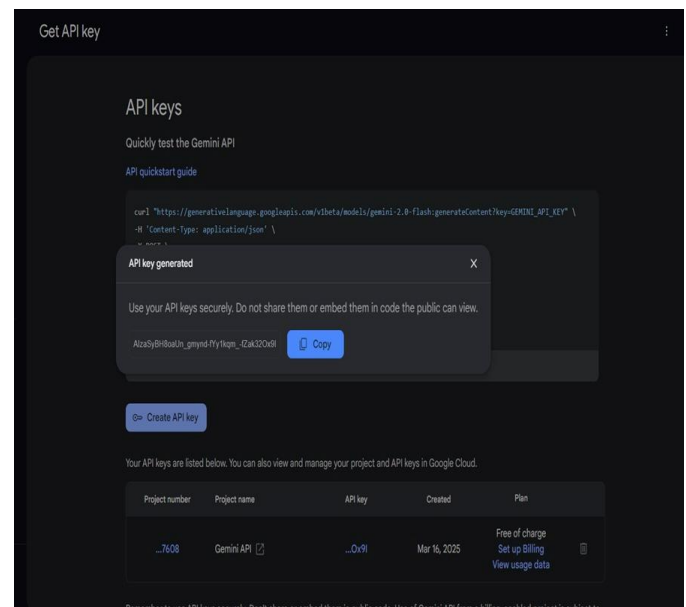 Get API key
API keys
Quickly test the Gemini API
API quickstart guide
curl "https://generativelanguage.googleapis.com/v1beta/models/gemini-2.0-flash:generateContent?key=GEMINI_API_KEY" \
-H 'Content-Type: application/json' \
API key generated
X
Use your API keys securely. Do not share them or embed them in code the public can view.
Copy
Create API key
Your API keys are listed below. You can also view and manage your project and API keys in Google Cloud.
Project number Project name API key Created Plan
Free of charge
...7608 Gemini API Mar 16, 2025 Set up Billing
View usage data